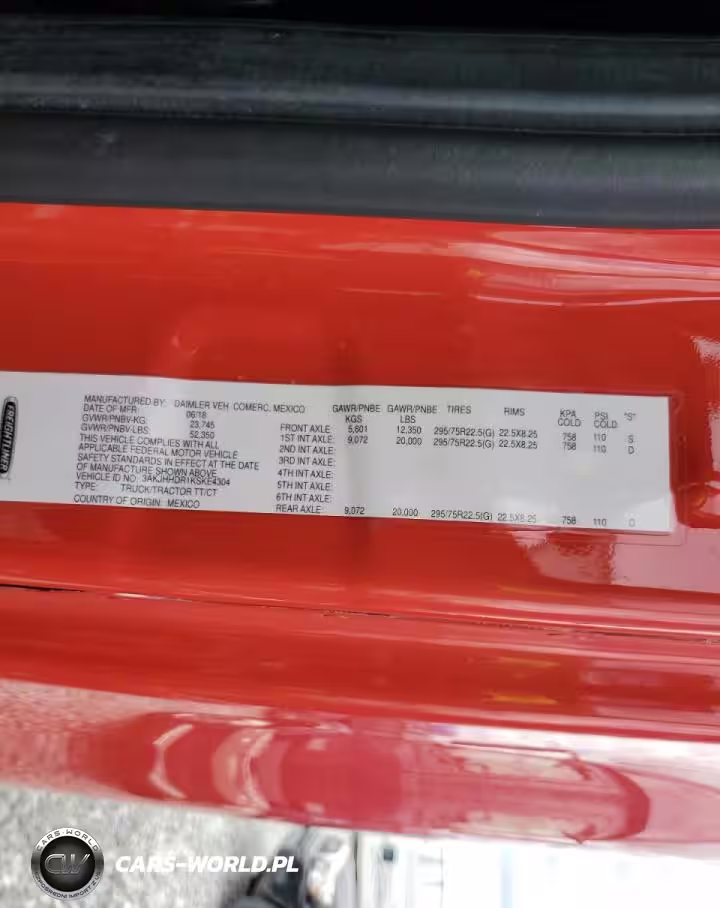 FREIGHTLINER
MANUFACTURED BY: DAIMLER VEH COMERC, MEXICO
DATE OF MFR: 06/18
GVWR/PNBV-KG: 23,745
GVWR/PNBV-LBS: 52,350
THIS VEHICLE COMPLIES WITH ALL
APPLICABLE FEDERAL MOTOR VEHICLE
SAFETY STANDARDS IN EFFECT AT THE DATE
OF MANUFACTURE SHOWN ABOVE
VEHICLE ID NO. 3AKJHHDR1KSKE4304
TYPE: TRUCK/TRACTOR TT/CT
COUNTRY OF ORIGIN: MEXICO
GAWR/PNBE KGS GAWR/PNBE LBS TIRES RIMS KPA COLD PSI COLD "S"
FRONT AXLE: 5,601 12,350 295/75R22.5(G) 22.5X8.25 758 110 S
1ST INT AXLE: 9,072 20,000 295/75R22.5(G) 22.5X8.25 758 110 D
2ND INT AXLE:
3RD INT AXLE:
4TH INT AXLE:
5TH INT AXLE:
6TH INT AXLE:
REAR AXLE: 9,072 20,000 295/75R22.5(G) 22.5X8.25 758 110 D
CARS-WORLD
CW
BEZPOŚREDNI IMPORT Z USA
CARS-WORLD.PL